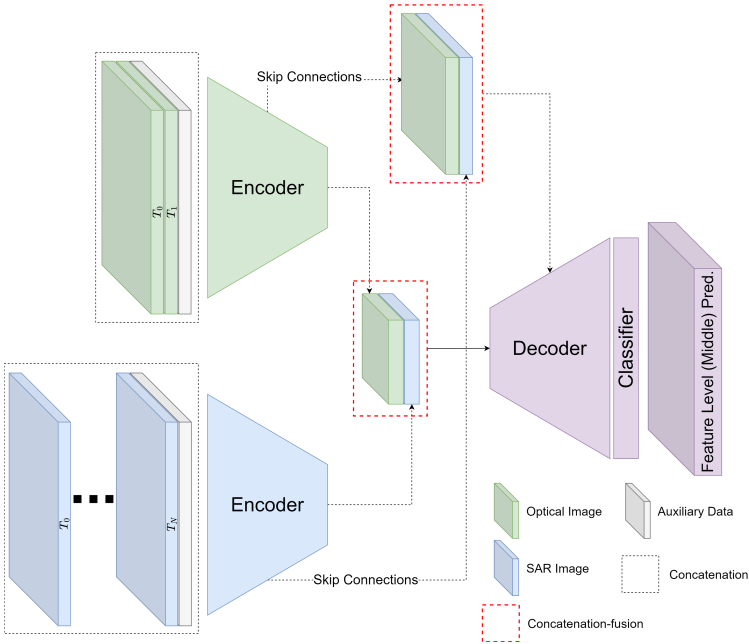 Skip Connections
T0
T1
Encoder
Decoder
Classifier
Feature Level (Middle) Pred.
T0
TN
Encoder
Skip Connections
Optical Image
Auxiliary Data
SAR Image
Concatenation
Concatenation-fusion